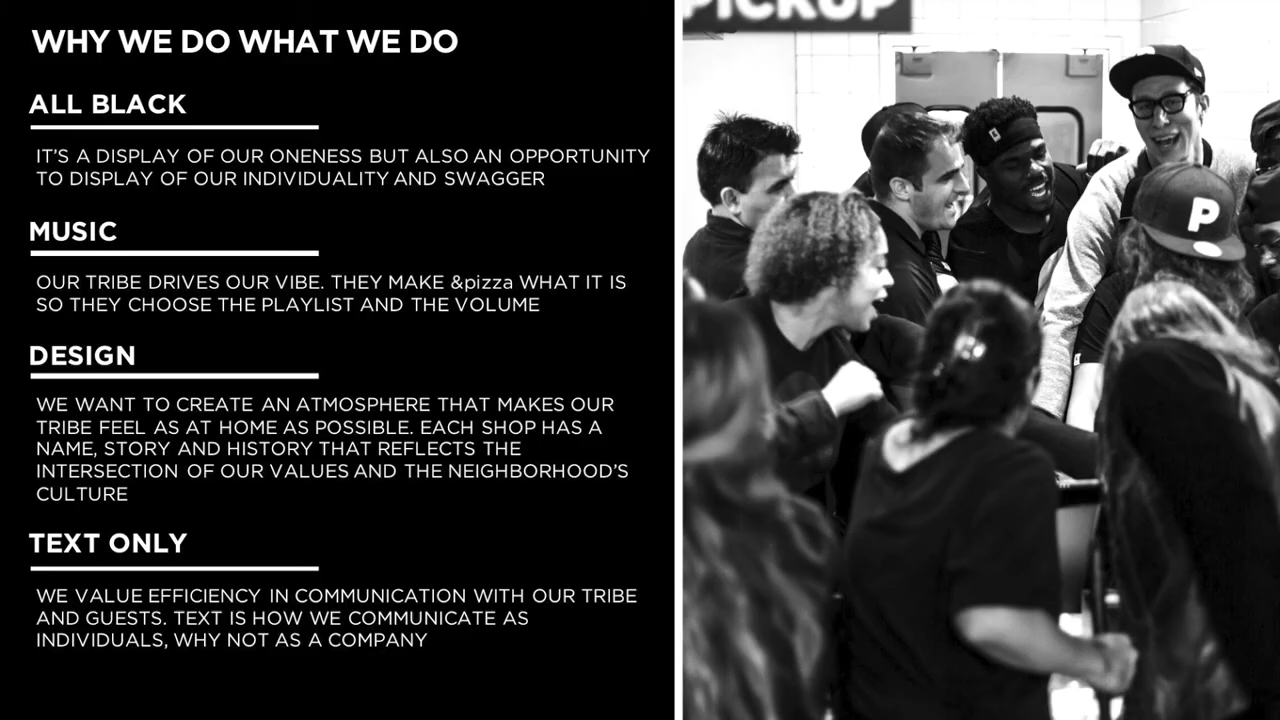 WHY WE DO WHAT WE DO
ALL BLACK
IT'S A DISPLAY OF OUR ONENESS BUT ALSO AN OPPORTUNITY
TO DISPLAY OF OUR INDIVIDUALITY AND SWAGGER
MUSIC
OUR TRIBE DRIVES OUR VIBE. THEY MAKE &pizza WHAT IT IS
SO THEY CHOOSE THE PLAYLIST AND THE VOLUME
DESIGN
WE WANT TO CREATE AN ATMOSPHERE THAT MAKES OUR
TRIBE FEEL AS AT HOME AS POSSIBLE. EACH SHOP HAS A
NAME, STORY AND HISTORY THAT REFLECTS THE
INTERSECTION OF OUR VALUES AND THE NEIGHBORHOOD'S
CULTURE
TEXT ONLY
WE VALUE EFFICIENCY IN COMMUNICATION WITH OUR TRIBE
AND GUESTS. TEXT IS HOW WE COMMUNICATE AS
INDIVIDUALS, WHY NOT AS A COMPANY
PICKUP
P